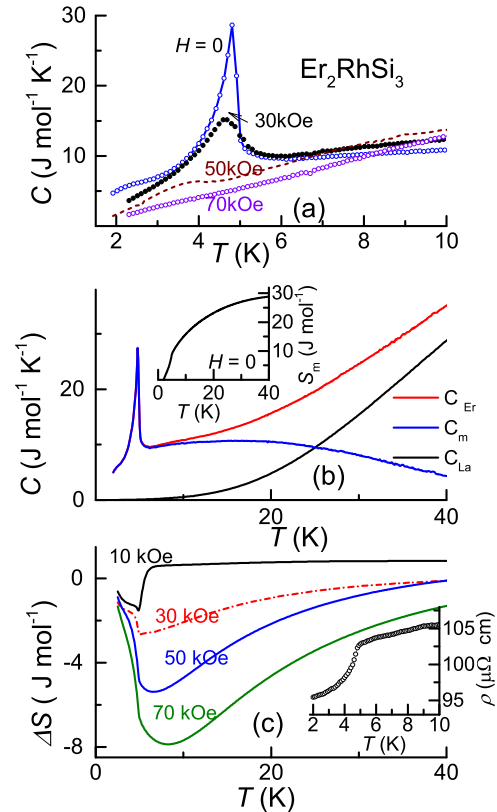 30
20
10
C (J mol⁻¹ K⁻¹)
H = 0
Er₂RhSi₃
30kOe
50kOe
70kOe
(a)
2 4 6 8 10
T (K)
20
0
C (J mol⁻¹ K⁻¹)
30
20
10
Sₘ (J mol⁻¹)
H = 0
0 20 40
T (K)
C Er
Cm
CLa
(b)
20 40
T (K)
0
-4
-8
ΔS ( J mol⁻¹)
10 kOe
30 kOe
50 kOe
70 kOe
(c)
105
100
95
ρ (μΩ cm)
2 4 6 8 10
T (K)
0 20 40
T (K)